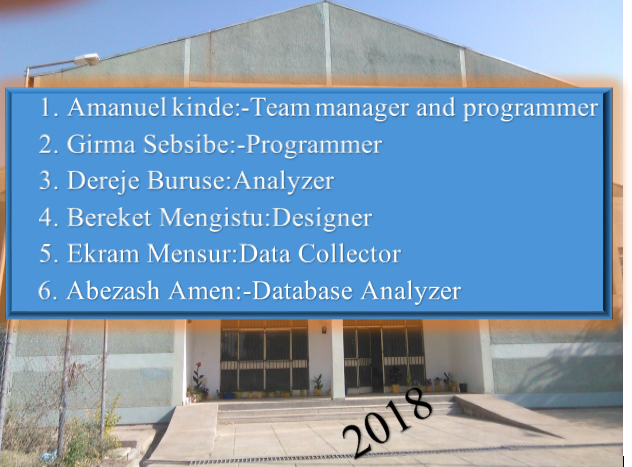 1. Amanuel kinde:-Team manager and programmer
2. Girma Sebsibe:-Programmer
3. Dereje Buruse:Analyzer
4. Bereket Mengistu:Designer
5. Ekram Mensur:Data Collector
6. Abezash Amen:-Database Analyzer
2018